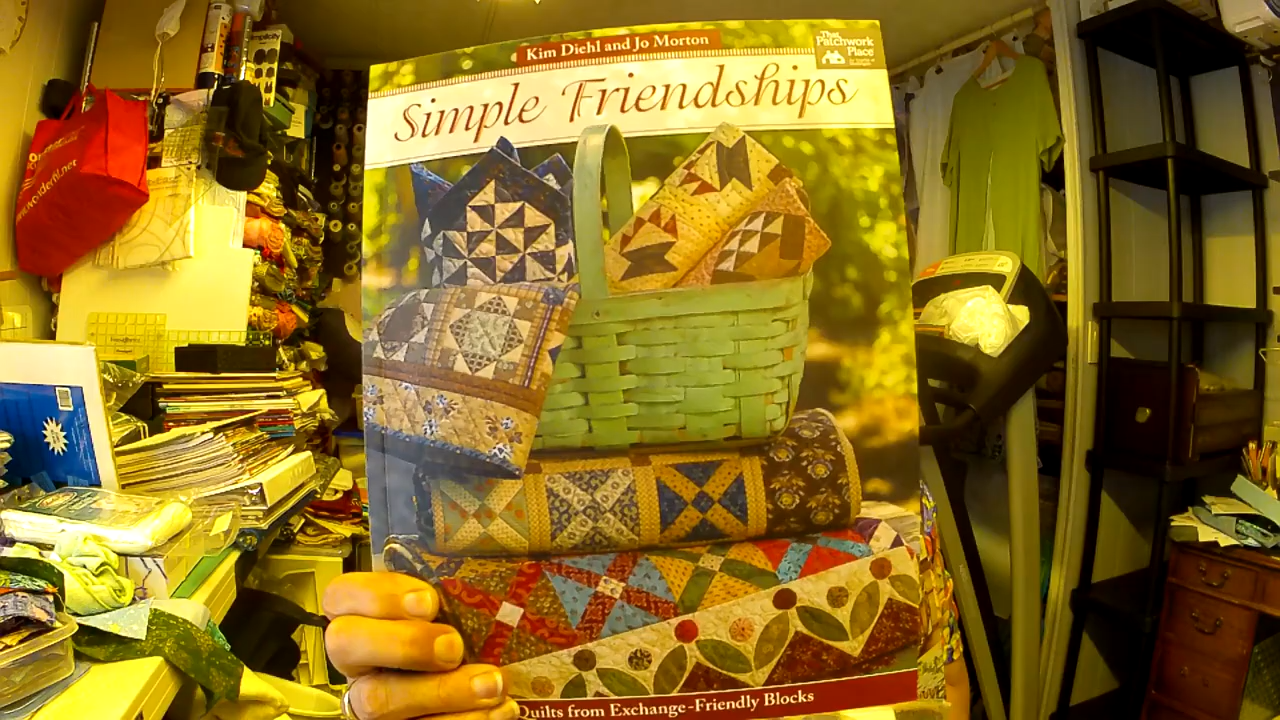 Kim Diehl and Jo Morton
That
Patchwork
Place
Simple Friendships
Quilts from Exchange-Friendly Blocks